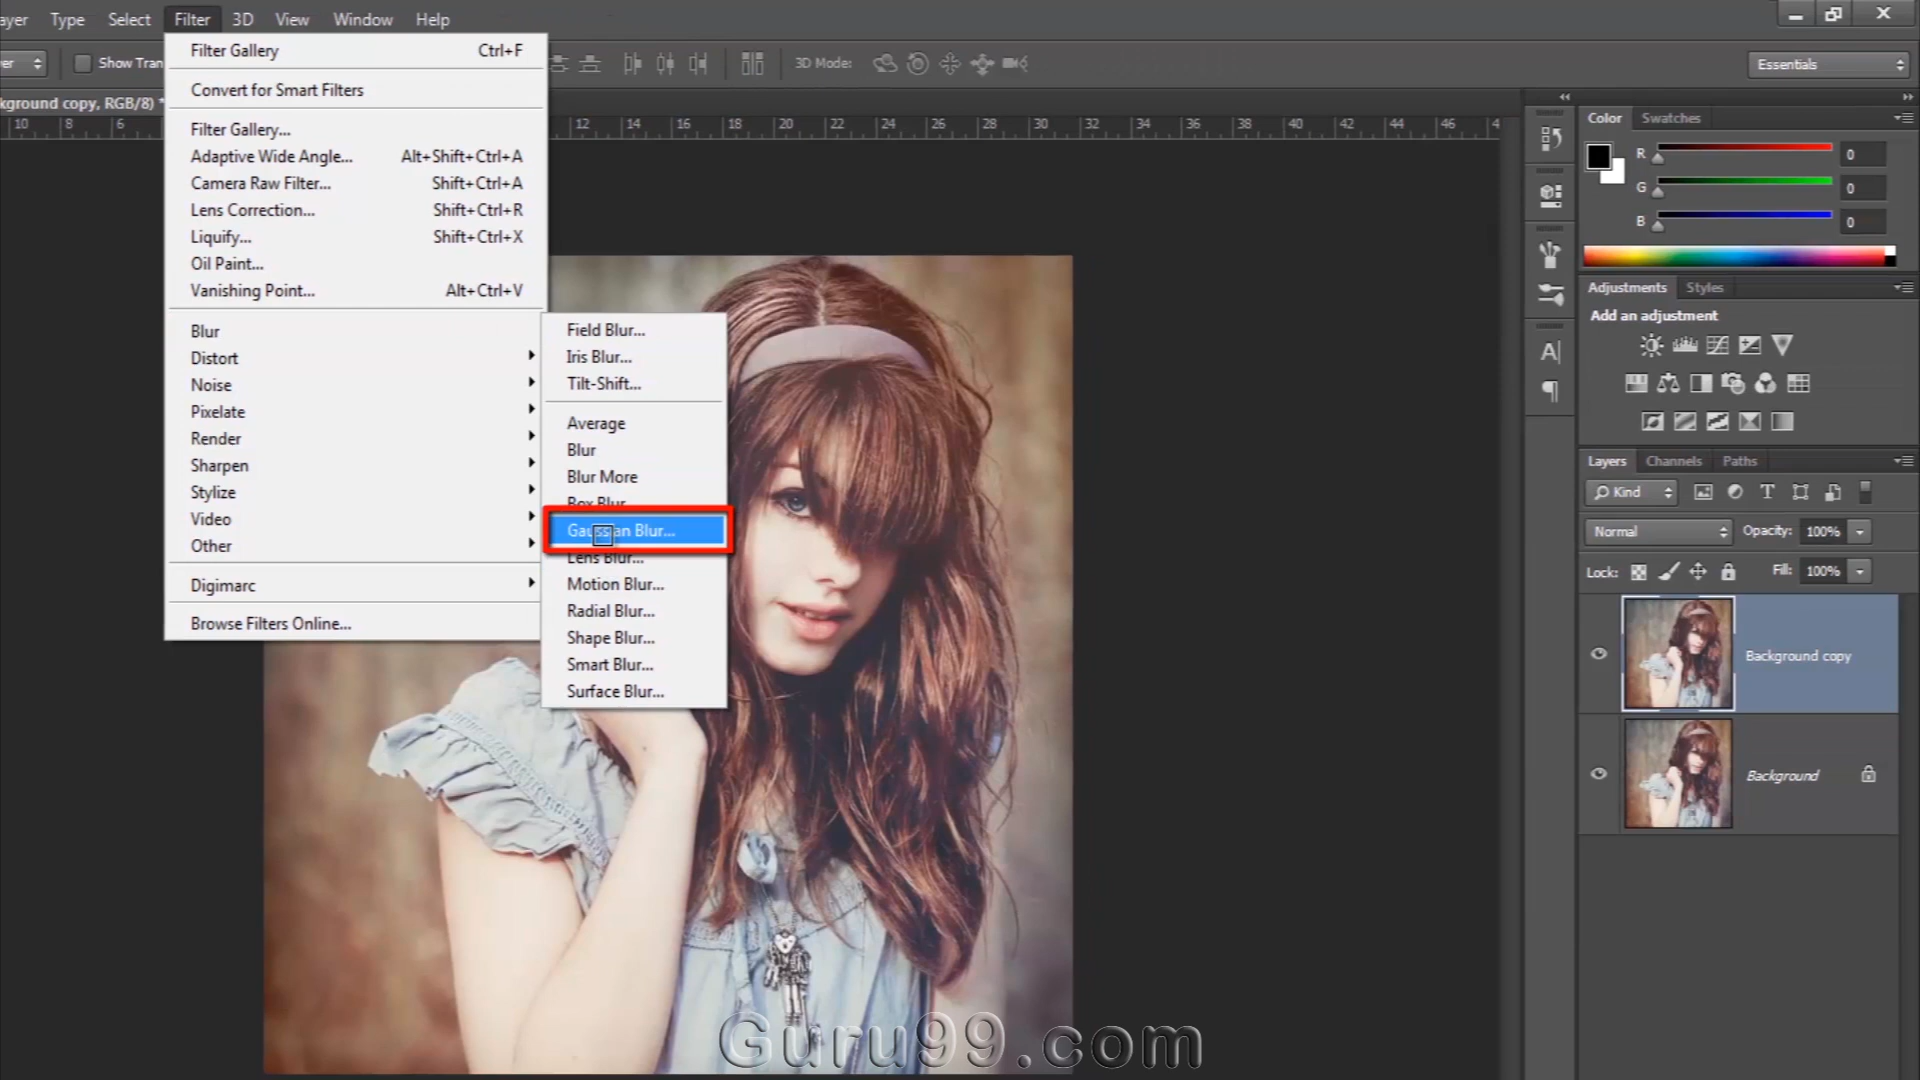 ayer Type Select Filter 3D View Window Help
er Show Tran 3D Mode: Essentials
kground copy, RGB/8) *
10 8 6 12 14 16 18 20 22 24 26 28 30 32 34 36 38 40 42 44 46 4
Filter Gallery Ctrl+F
Convert for Smart Filters
Filter Gallery...
Adaptive Wide Angle... Alt+Shift+Ctrl+A
Camera Raw Filter... Shift+Ctrl+A
Lens Correction... Shift+Ctrl+R
Liquify... Shift+Ctrl+X
Oil Paint...
Vanishing Point... Alt+Ctrl+V
Blur
Distort
Noise
Pixelate
Render
Sharpen
Stylize
Video
Other
Digimarc
Browse Filters Online...
Field Blur...
Iris Blur...
Tilt-Shift...
Average
Blur
Blur More
Box Blur
Gaussian Blur...
Lens Blur...
Motion Blur...
Radial Blur...
Shape Blur...
Smart Blur...
Surface Blur...
Color Swatches
R 0
G 0
B 0
Adjustments Styles
Add an adjustment
Layers Channels Paths
Kind
Normal Opacity: 100%
Lock: Fill: 100%
Background copy
Background
Guru99.com